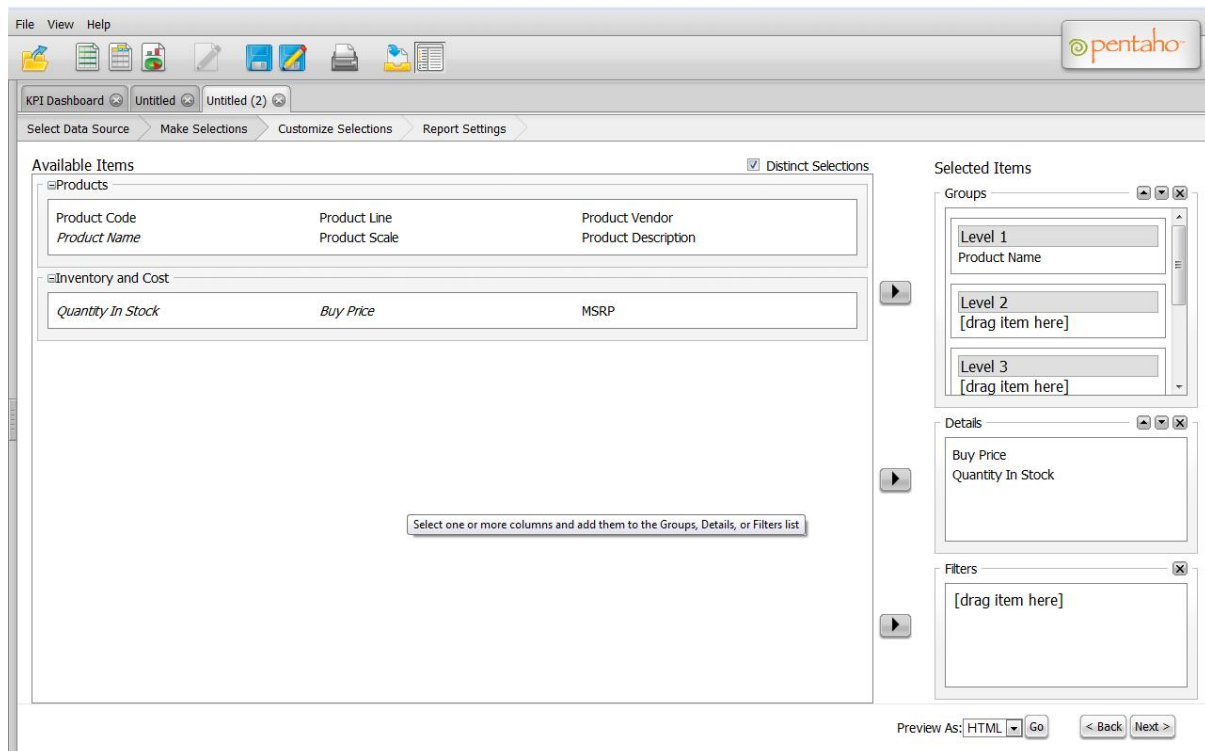 File View Help
pentaho
KPI Dashboard Untitled Untitled (2)
Select Data Source Make Selections Customize Selections Report Settings
Available Items
Distinct Selections
Products
Product Code Product Line Product Vendor
Product Name Product Scale Product Description
Inventory and Cost
Quantity In Stock Buy Price MSRP
Select one or more columns and add them to the Groups, Details, or Filters list
Selected Items
Groups
Level 1
Product Name
Level 2
[drag item here]
Level 3
[drag item here]
Details
Buy Price
Quantity In Stock
Filters
[drag item here]
Preview As: HTML Go < Back Next >